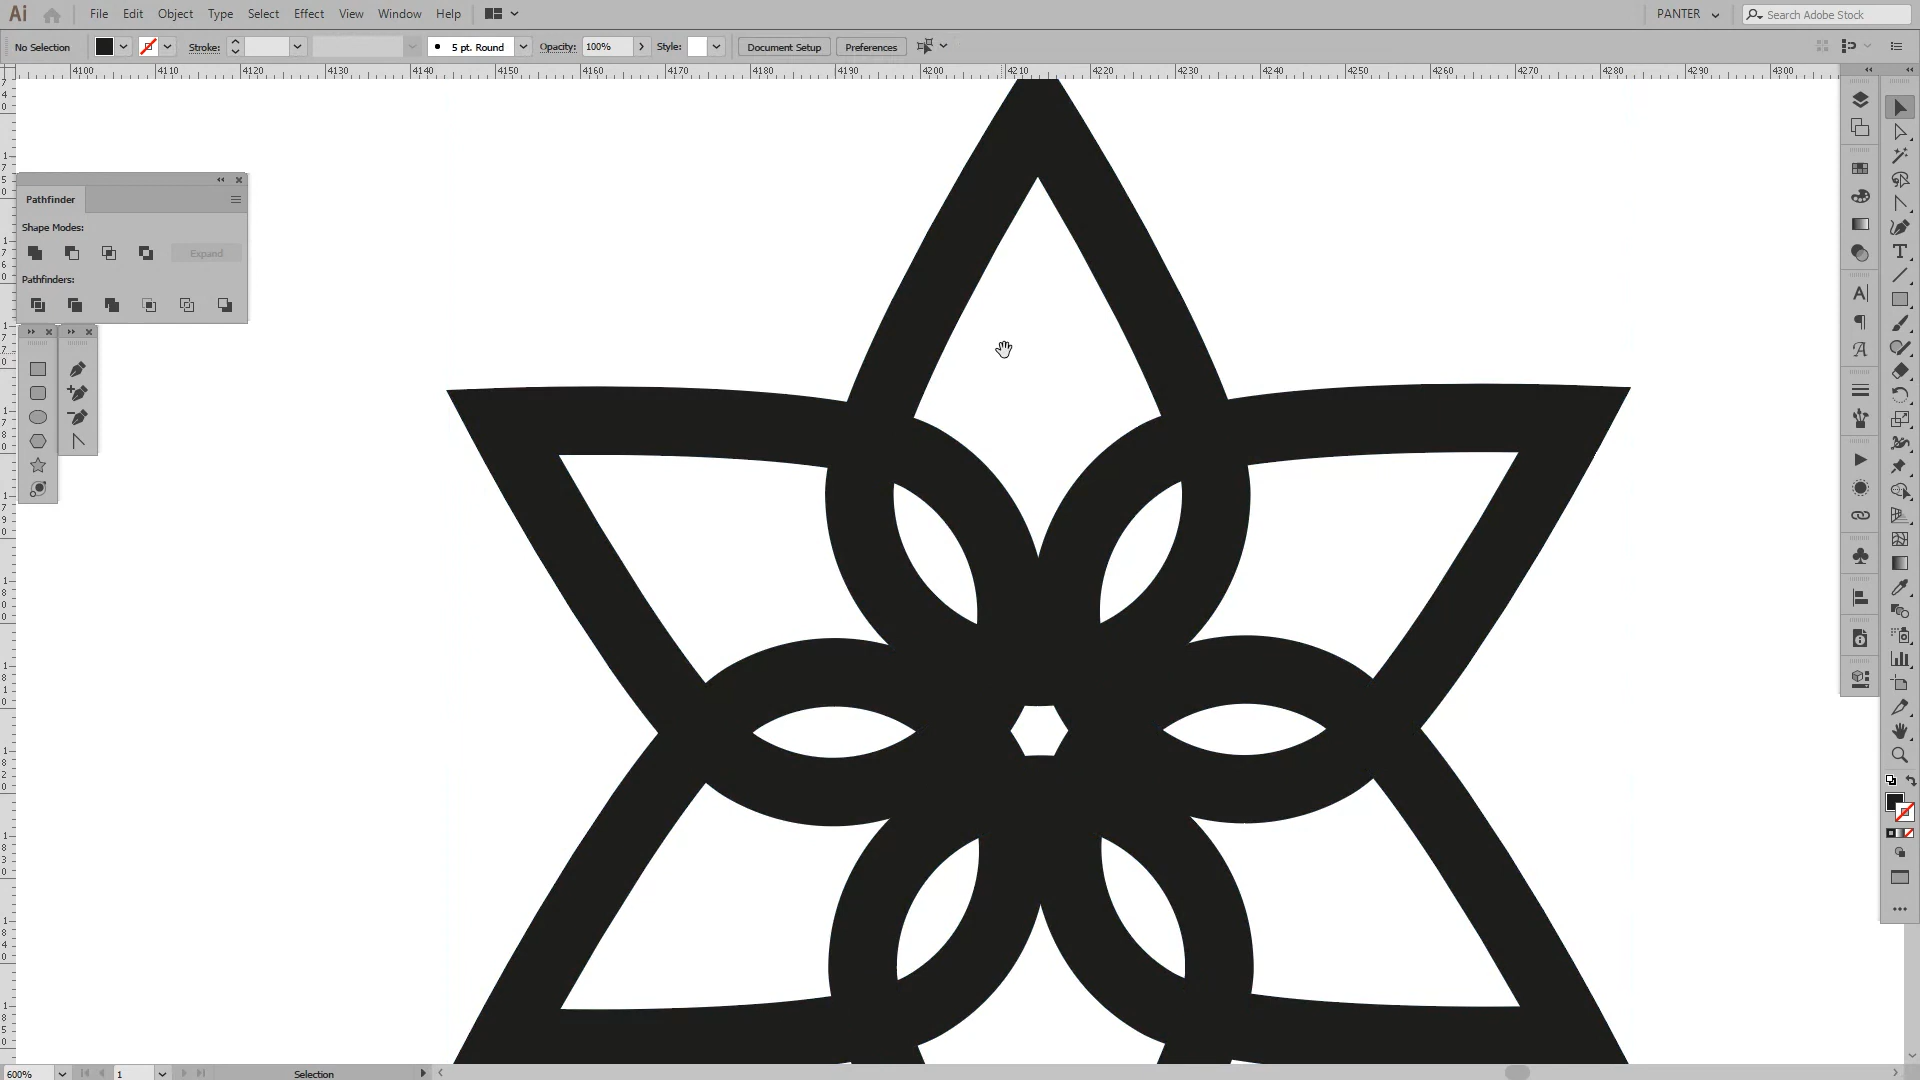 Ai File Edit Object Type Select Effect View Window Help PANTER Search Adobe Stock
No Selection Stroke: 5 pt. Round Opacity: 100% Style: Document Setup Preferences
4100 4110 4120 4130 4140 4150 4160 4170 4180 4190 4200 4210 4220 4230 4240 4250 4260 4270 4280 4290 4300
Pathfinder
Shape Modes:
Expand
Pathfinders:
600% 1 Selection